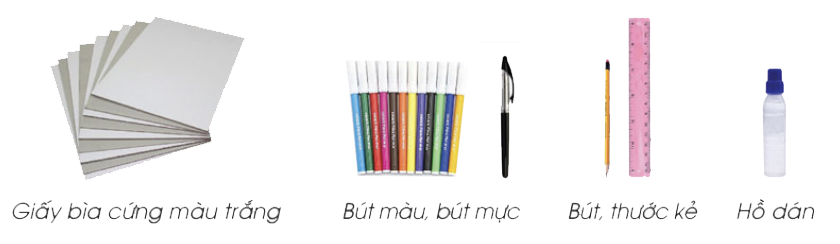 Giấy bìa cứng màu trắng
Bút màu, bút mực
Bút, thước kẻ
Hồ dán